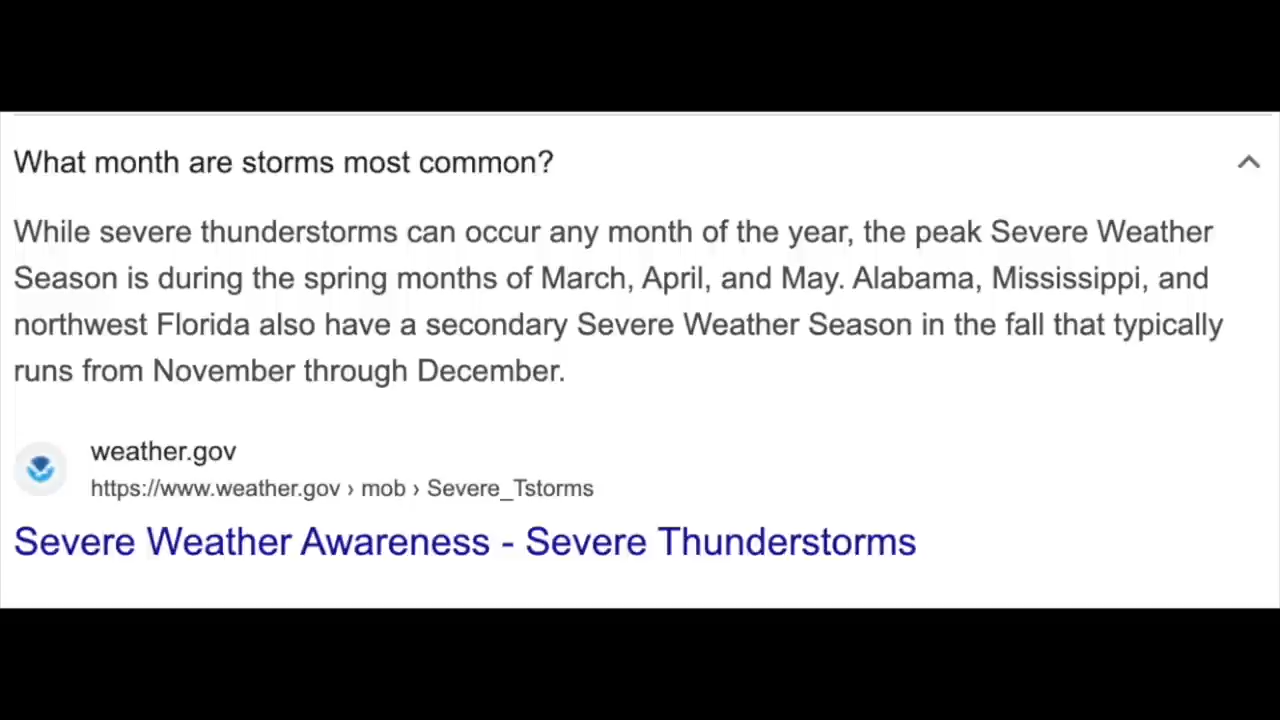 What month are storms most common?
While severe thunderstorms can occur any month of the year, the peak Severe Weather
Season is during the spring months of March, April, and May. Alabama, Mississippi, and
northwest Florida also have a secondary Severe Weather Season in the fall that typically
runs from November through December.
weather.gov
https://www.weather.gov › mob › Severe_Tstorms
Severe Weather Awareness - Severe Thunderstorms